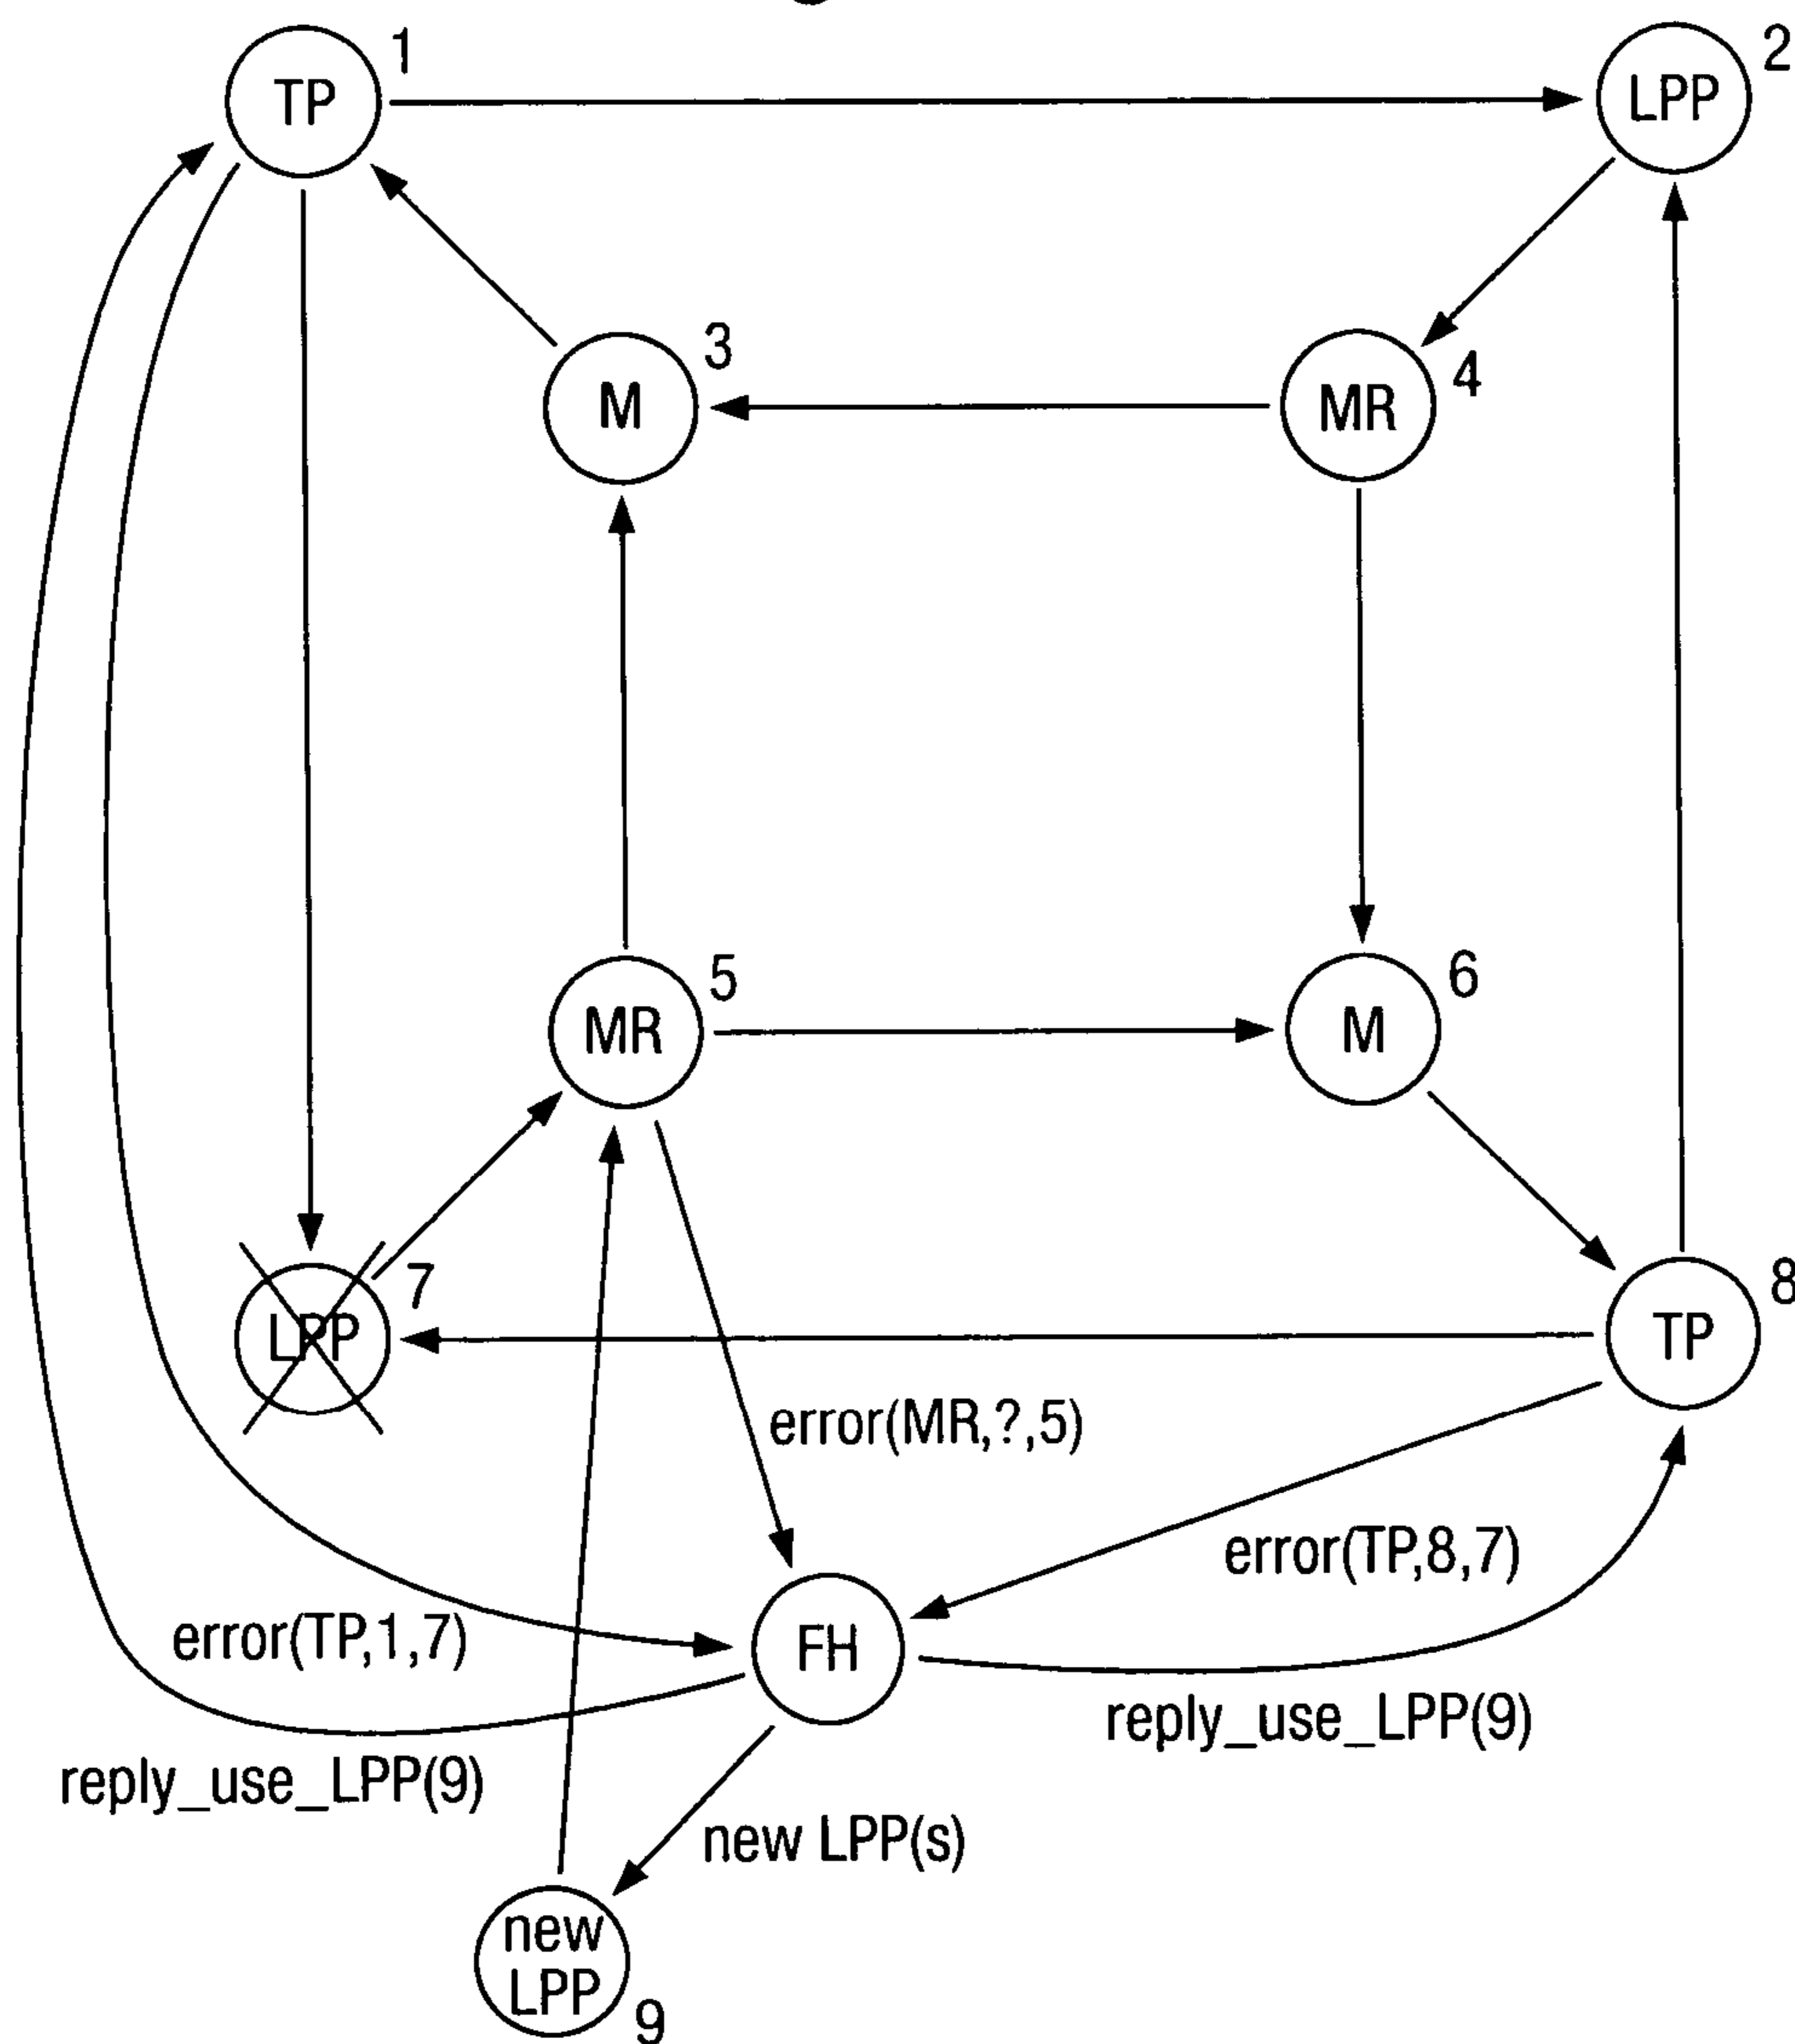 TP
1
LPP
2
M
3
MR
4
MR
5
M
6
LPP
7
TP
8
error(MR,?,5)
error(TP,8,7)
error(TP,1,7)
FH
reply_use_LPP(9)
reply_use_LPP(9)
new LPP(s)
new
LPP
9